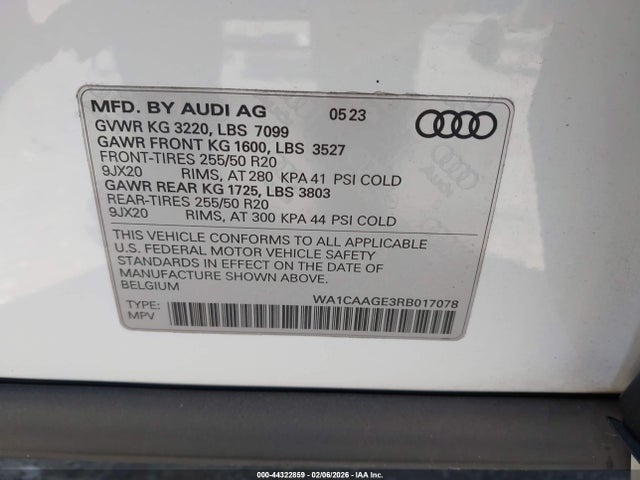 MFD. BY AUDI AG 05 23
GVWR KG 3220, LBS 7099
GAWR FRONT KG 1600, LBS 3527
FRONT-TIRES 255/50 R20
9JX20 RIMS, AT 280 KPA 41 PSI COLD
GAWR REAR KG 1725, LBS 3803
REAR-TIRES 255/50 R20
9JX20 RIMS, AT 300 KPA 44 PSI COLD
THIS VEHICLE CONFORMS TO ALL APPLICABLE
U.S. FEDERAL MOTOR VEHICLE SAFETY
STANDARDS IN EFFECT ON THE DATE OF
MANUFACTURE SHOWN ABOVE.
BELGIUM
WA1CAAGE3RB017078
TYPE:
MPV
Audi
000-44322859 - 02/06/2026 - IAA Inc.